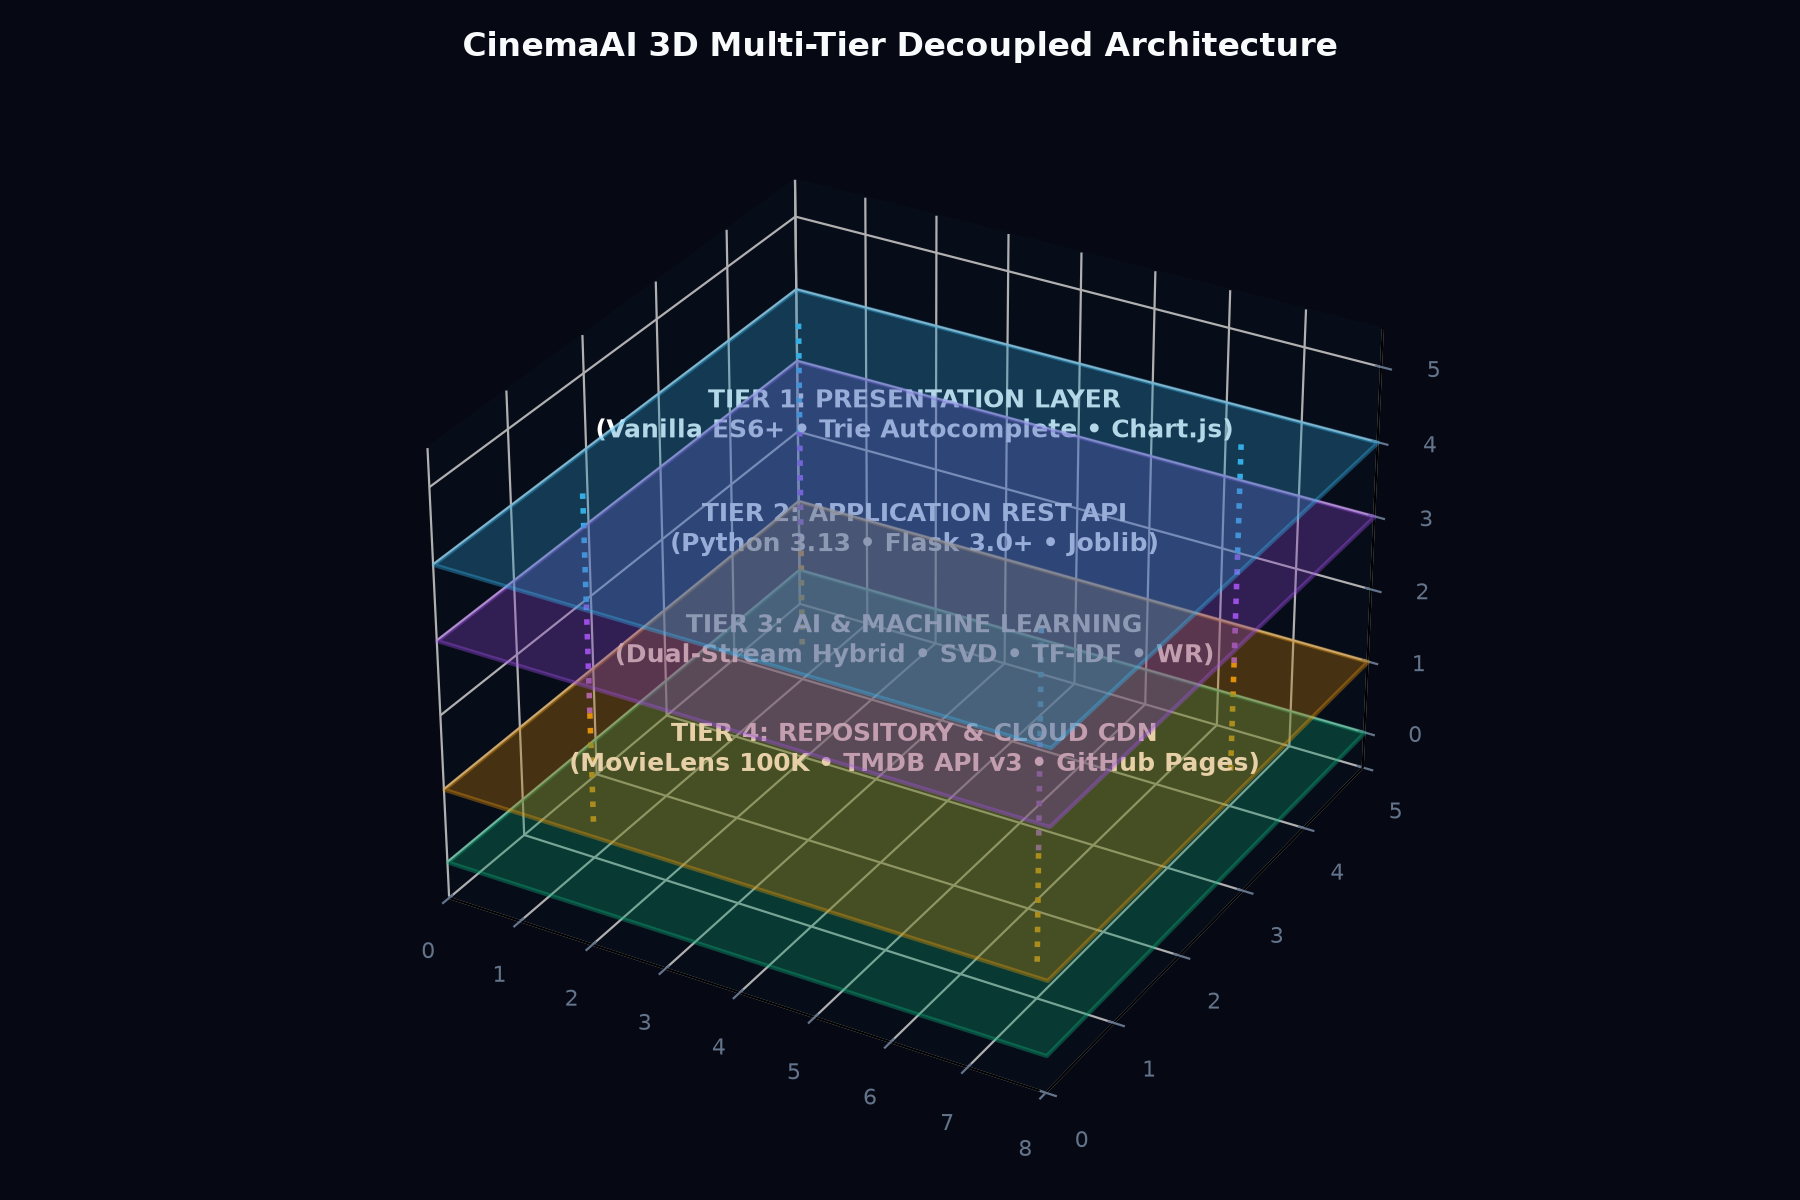 CinemaAI 3D Multi-Tier Decoupled Architecture
TIER 1: PRESENTATION LAYER
(Vanilla ES6+ • Trie Autocomplete • Chart.js)
TIER 2: APPLICATION REST API
(Python 3.13 • Flask 3.0+ • Joblib)
TIER 3: AI & MACHINE LEARNING
(Dual-Stream Hybrid • SVD • TF-IDF • WR)
TIER 4: REPOSITORY & CLOUD CDN
(MovieLens 100K • TMDB API v3 • GitHub Pages)
5
4
3
2
1
0
5
4
3
2
1
0
0
1
2
3
4
5
6
7
8